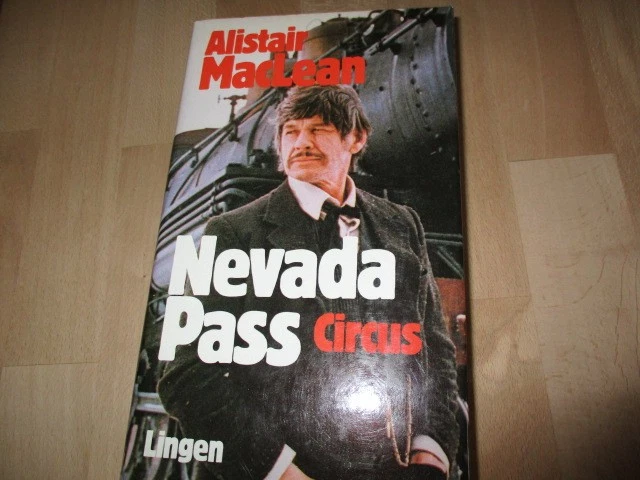 Alistair
MacLean
Nevada
Pass Circus
Lingen